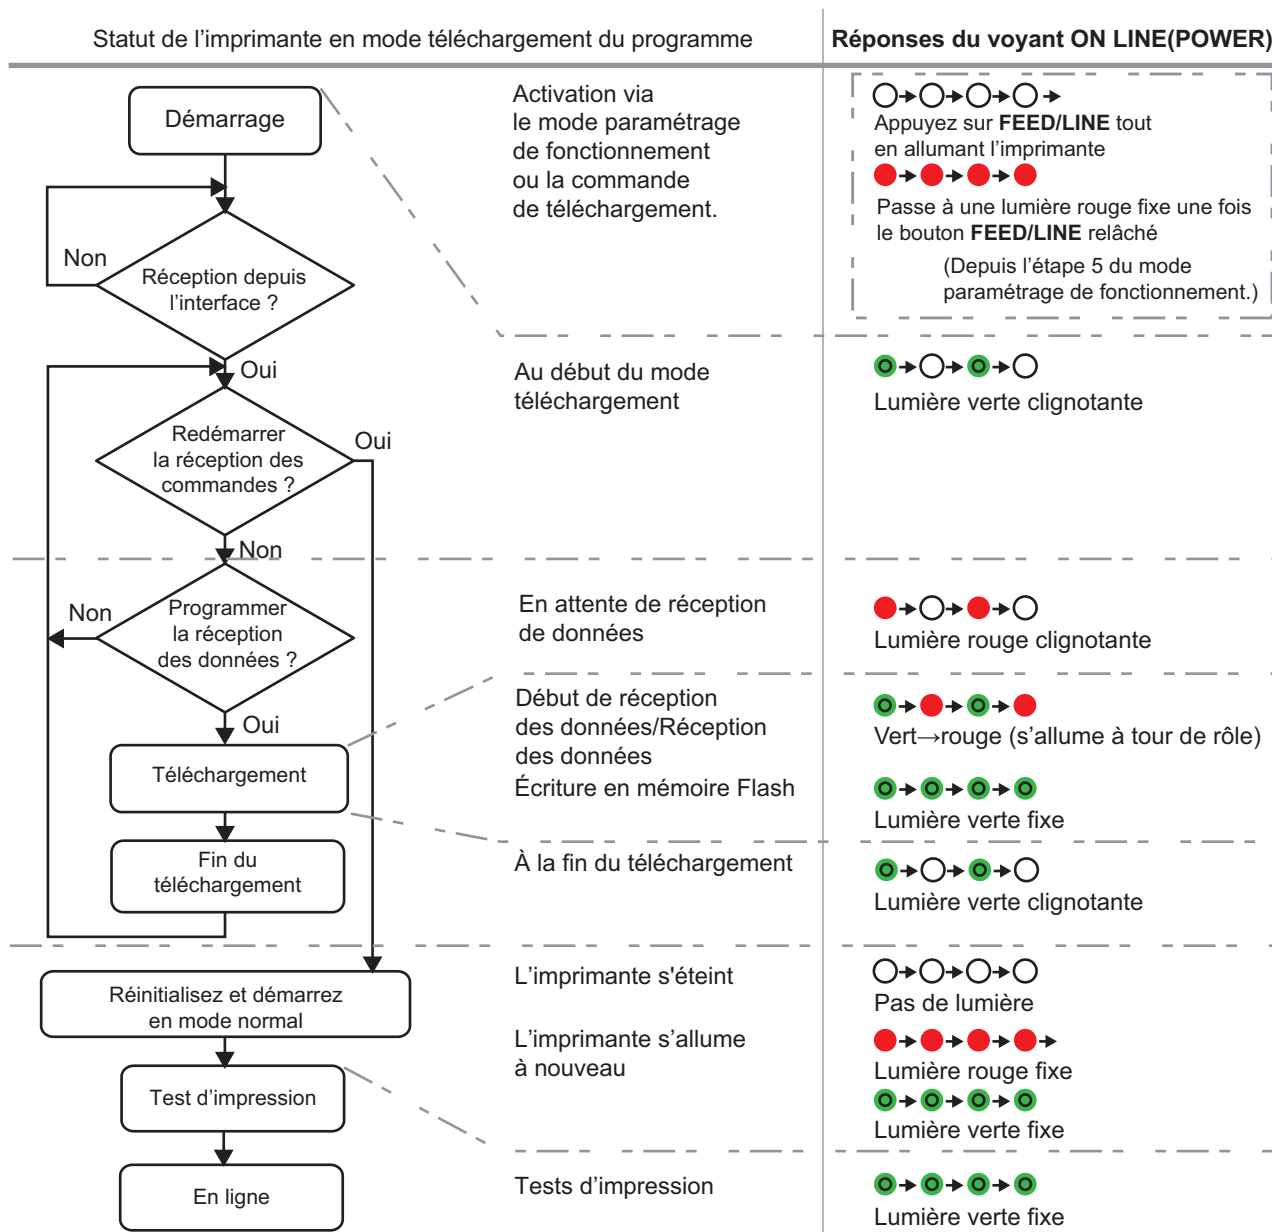 Statut de l'imprimante en mode téléchargement du programme
Réponses du voyant ON LINE(POWER)
Démarrage
Activation via
le mode paramétrage
de fonctionnement
ou la commande
de téléchargement.
Appuyez sur FEED/LINE tout
en allumant l'imprimante
Passe à une lumière rouge fixe une fois
le bouton FEED/LINE relâché
(Depuis l'étape 5 du mode
paramétrage de fonctionnement.)
Non
Réception depuis
l'interface ?
Oui
Au début du mode
téléchargement
Lumière verte clignotante
Redémarrer
la réception des
commandes ?
Oui
Non
Non
Programmer
la réception
des données ?
En attente de réception
de données
Lumière rouge clignotante
Oui
Début de réception
des données/Réception
des données
Vert→rouge (s'allume à tour de rôle)
Téléchargement
Écriture en mémoire Flash
Lumière verte fixe
Fin du
téléchargement
À la fin du téléchargement
Lumière verte clignotante
Réinitialisez et démarrez
en mode normal
L'imprimante s'éteint
Pas de lumière
L'imprimante s'allume
à nouveau
Lumière rouge fixe
Lumière verte fixe
Test d'impression
En ligne
Tests d'impression
Lumière verte fixe